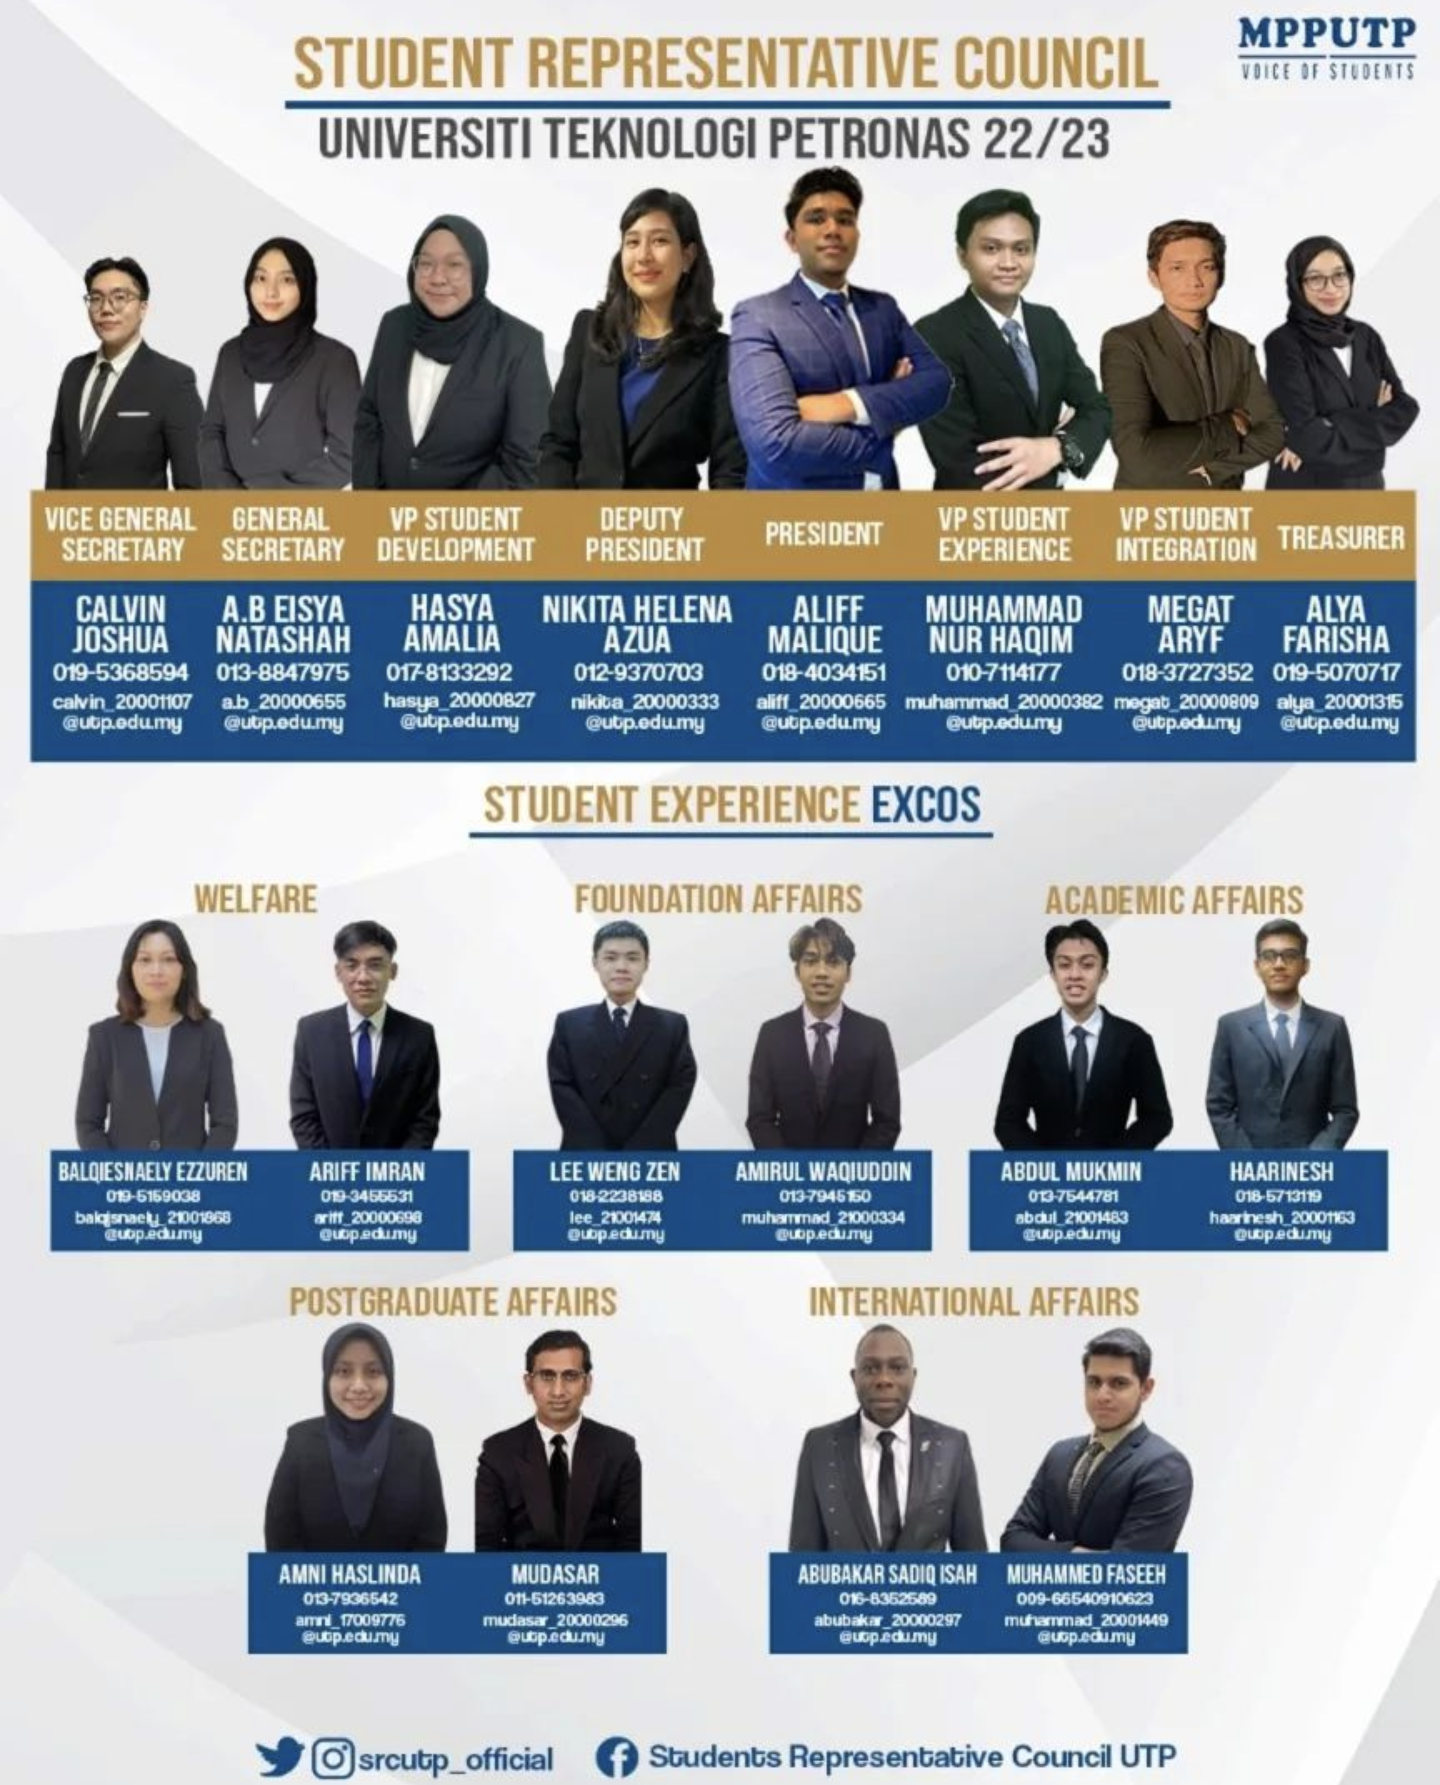 MPPUTP
VOICE OF STUDENTS
STUDENT REPRESENTATIVE COUNCIL
UNIVERSITI TEKNOLOGI PETRONAS 22/23
VICE GENERAL SECRETARY
CALVIN JOSHUA
019-5368594
calvin_20001107
@utp.edu.my
GENERAL SECRETARY
A.B EISYA NATASHAH
013-8847975
a.b_20000655
@utp.edu.my
VP STUDENT DEVELOPMENT
HASYA AMALIA
017-8133292
hasya_20000827
@utp.edu.my
DEPUTY PRESIDENT
NIKITA HELENA AZUA
012-9370703
nikita_20000333
@utp.edu.my
PRESIDENT
ALIFF MALIQUE
018-4034151
aliff_20000665
@utp.edu.my
VP STUDENT EXPERIENCE
MUHAMMAD NUR HAQIM
010-7114177
muhammad_20000382
@utp.edu.my
VP STUDENT INTEGRATION
MEGAT ARYF
018-3727352
megat_20000809
@utp.edu.my
TREASURER
ALYA FARISHA
019-5070717
alya_20001315
@utp.edu.my
STUDENT EXPERIENCE EXCOS
WELFARE
BALQIESNAELY EZZUREN
019-5159038
balqisnaely_21001868
@utp.edu.my
ARIFF IMRAN
019-3455531
ariff_20000698
@utp.edu.my
FOUNDATION AFFAIRS
LEE WENG ZEN
018-2238188
lee_21001474
@utp.edu.my
AMIRUL WAQIUDDIN
013-7945150
muhammad_21000334
@utp.edu.my
ACADEMIC AFFAIRS
ABDUL MUKMIN
013-7544781
abdul_21001483
@utp.edu.my
HAARINESH
018-5713119
haarinesh_20001163
@utp.edu.my
POSTGRADUATE AFFAIRS
AMNI HASLINDA
013-7936542
amni_17009775
@utp.edu.my
MUDASAR
011-51263983
mudasar_20000296
@utp.edu.my
INTERNATIONAL AFFAIRS
ABUBAKAR SADIQ ISAH
016-8352589
abubakar_20000297
@utp.edu.my
MUHAMMED FASEEH
009-66540910623
muhammad_20001449
@utp.edu.my
srcutp_official
Students Representative Council UTP